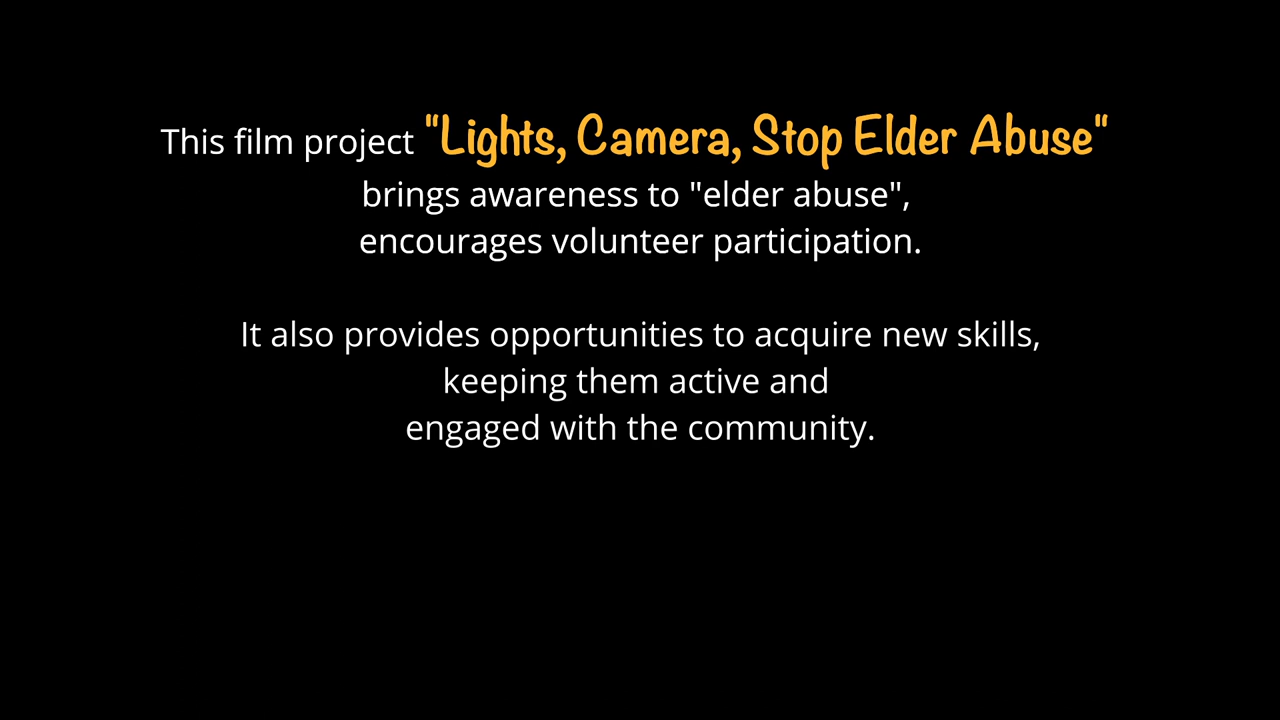 This film project "Lights, Camera, Stop Elder Abuse"
brings awareness to "elder abuse",
encourages volunteer participation.
It also provides opportunities to acquire new skills,
keeping them active and
engaged with the community.